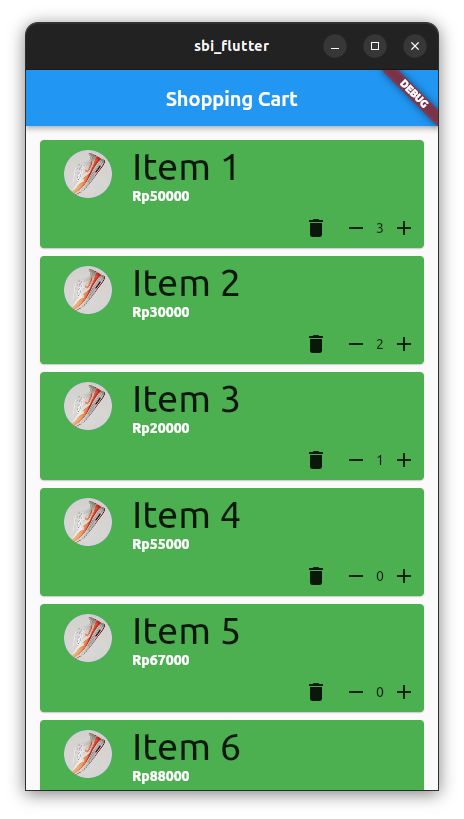 sbi_flutter
Shopping Cart
DEBUG
Item 1
Rp50000
3
Item 2
Rp30000
2
Item 3
Rp20000
1
Item 4
Rp55000
0
Item 5
Rp67000
0
Item 6
Rp88000